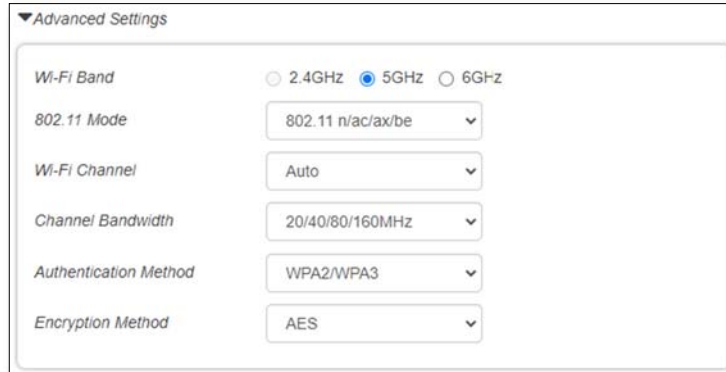 Advanced Settings
Wi-Fi Band 2.4GHz 5GHz 6GHz
802.11 Mode 802.11 n/ac/ax/be
Wi-Fi Channel Auto
Channel Bandwidth 20/40/80/160MHz
Authentication Method WPA2/WPA3
Encryption Method AES